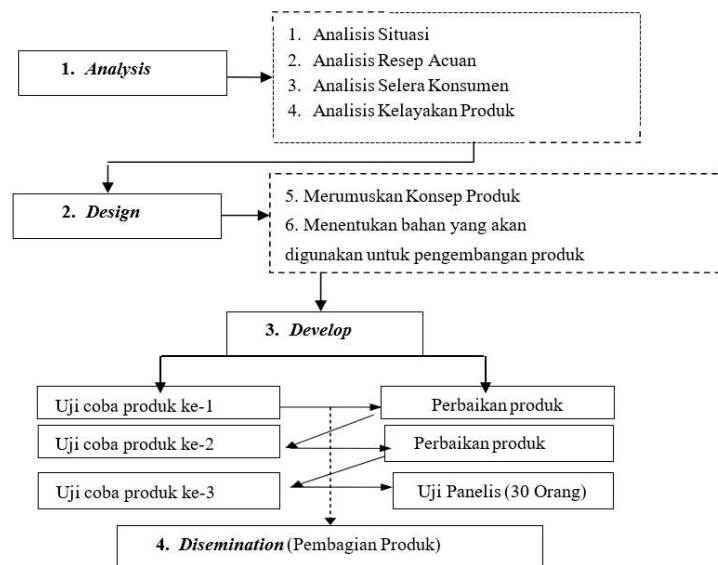 1. Analysis
1. Analisis Situasi
2. Analisis Resep Acuan
3. Analisis Selera Konsumen
4. Analisis Kelayakan Produk
2. Design
5. Merumuskan Konsep Produk
6. Menentukan bahan yang akan
digunakan untuk pengembangan produk
3. Develop
Uji coba produk ke-1
Perbaikan produk
Uji coba produk ke-2
Perbaikan produk
Uji coba produk ke-3
Uji Panelis (30 Orang)
4. Disemination (Pembagian Produk)